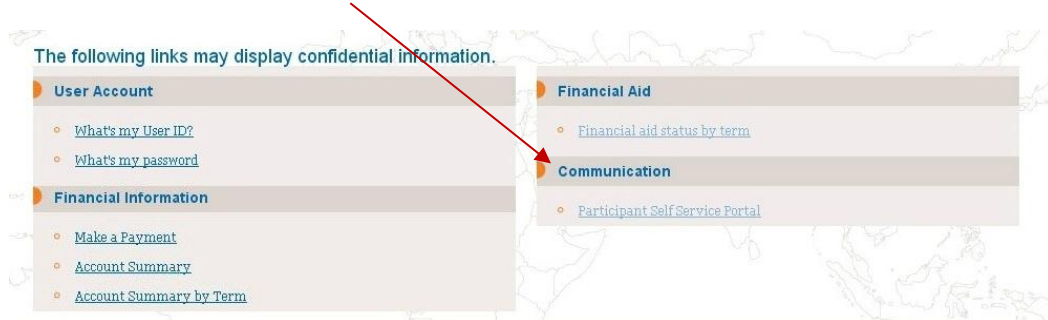 The following links may display confidential information.
User Account
What's my User ID?
What's my password
Financial Information
Make a Payment
Account Summary
Account Summary by Term
Financial Aid
Financial aid status by term
Communication
Participant Self Service Portal